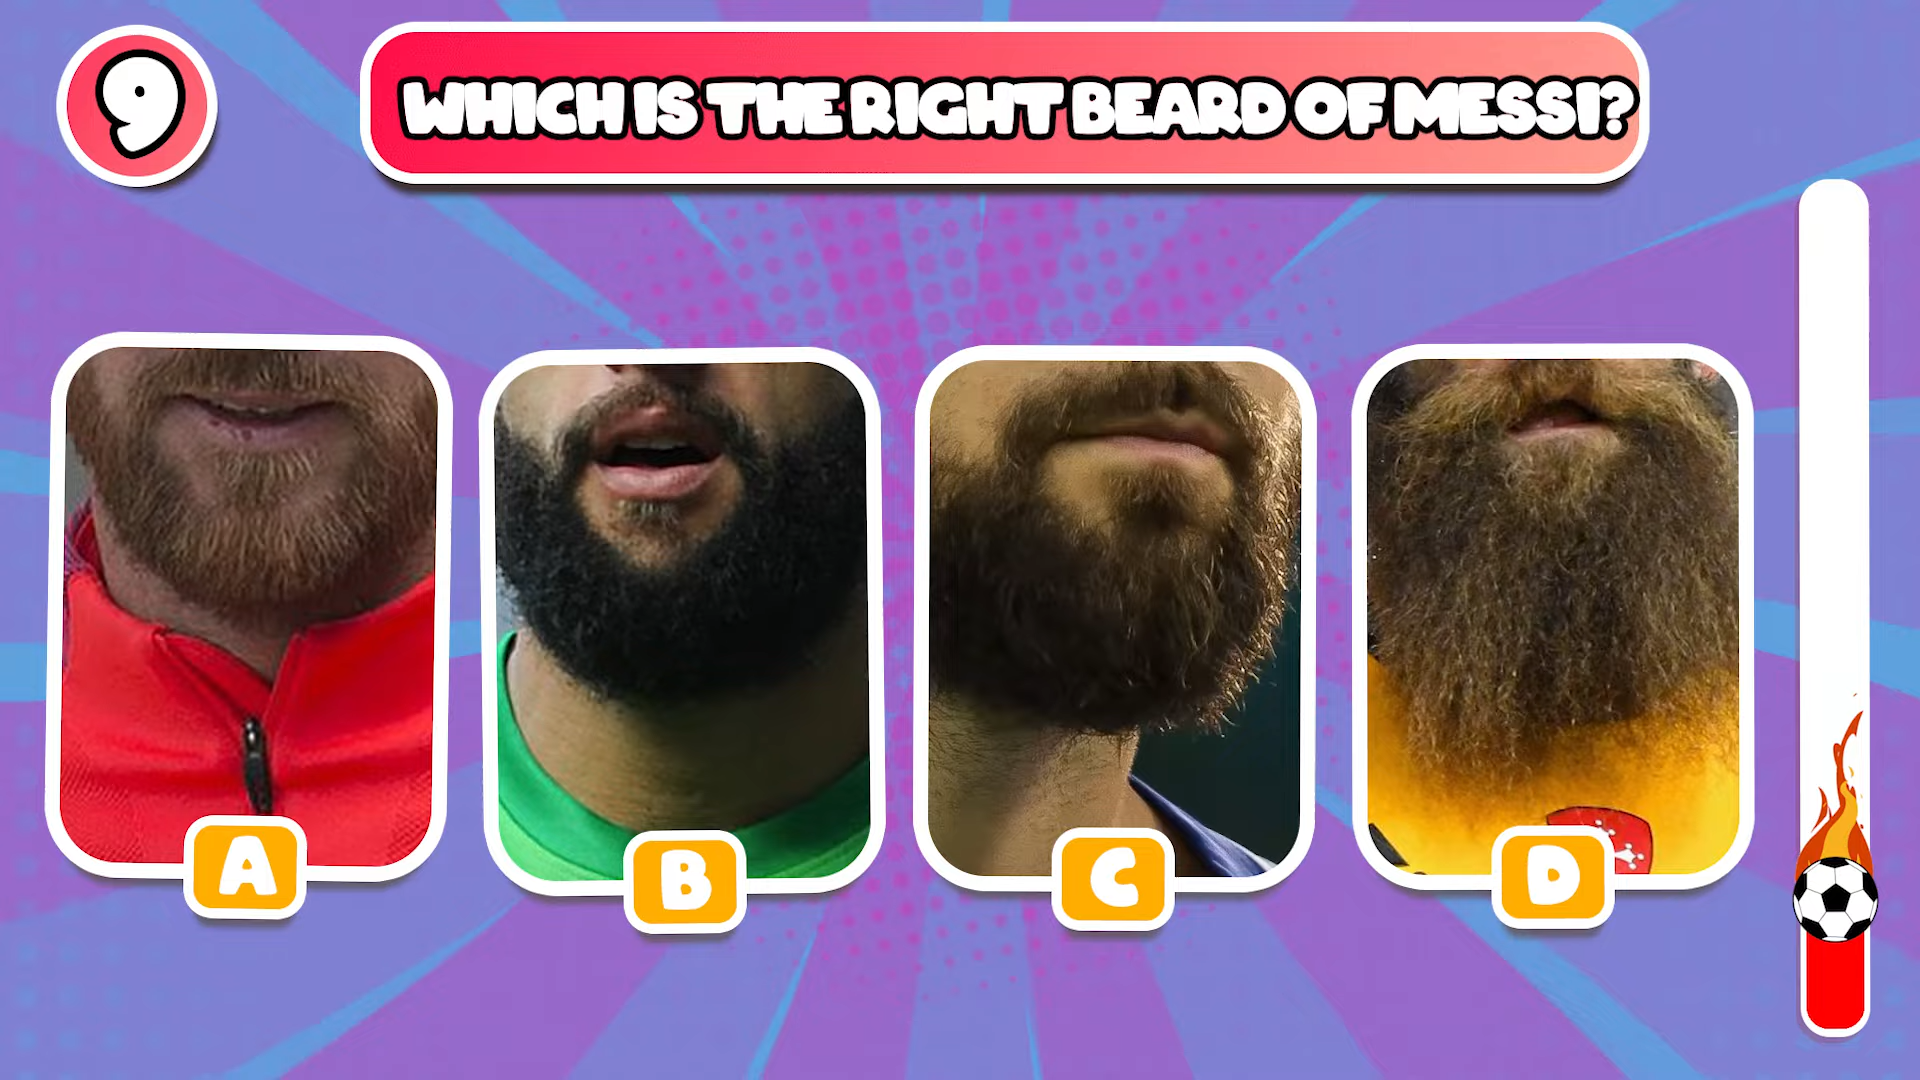 9
WHICH IS THE RIGHT BEARD OF MESSI?
A
B
C
D